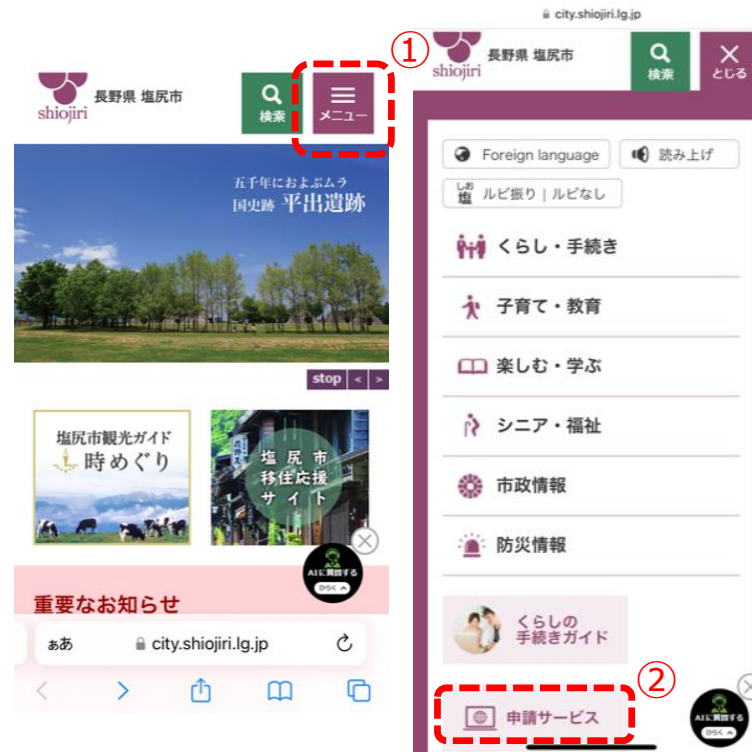 ①
shiojiri
長野県 塩尻市
検索
メニュー
五千年におよぶムラ
国史跡 平出遺跡
stop < >
塩尻市観光ガイド
時めぐり
塩尻市
移住応援
サイト
AIに質問する
ひらく ∧
重要なお知らせ
ぁあ
city.shiojiri.lg.jp
city.shiojiri.lg.jp
shiojiri
長野県 塩尻市
検索
とじる
Foreign language
読み上げ
しお
塩
ルビ振り | ルビなし
くらし・手続き
子育て・教育
楽しむ・学ぶ
シニア・福祉
市政情報
防災情報
くらしの
手続きガイド
②
申請サービス
AIに質問する
ひらく ∧